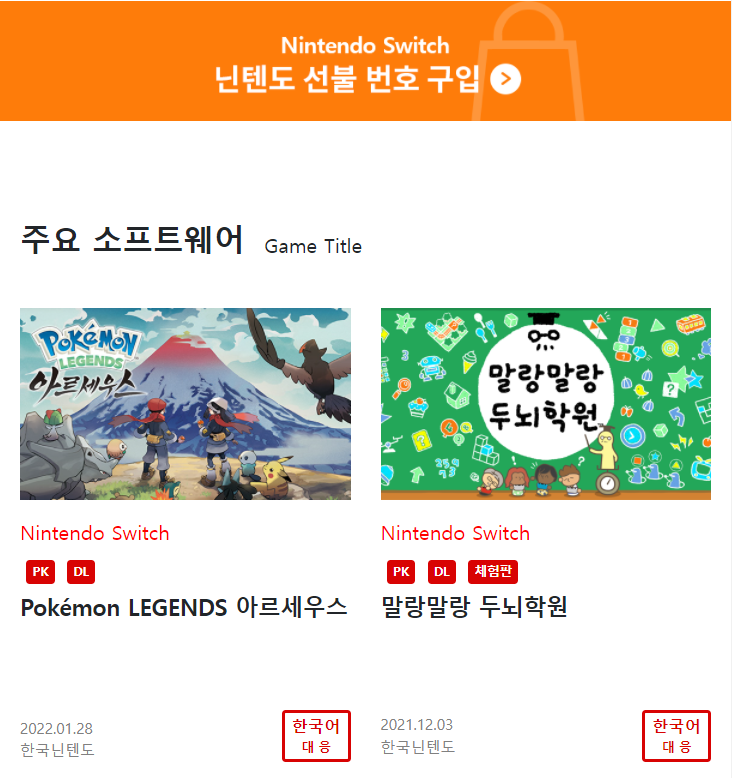 Nintendo Switch
닌텐도 선불 번호 구입
주요 소프트웨어 Game Title
POKéMON
LEGENDS
아르세우스
말랑말랑
두뇌학원
Nintendo Switch
PK DL
Pokémon LEGENDS 아르세우스
2022.01.28
한국닌텐도
한국어
대 응
Nintendo Switch
PK DL 체험판
말랑말랑 두뇌학원
2021.12.03
한국닌텐도
한국어
대 응